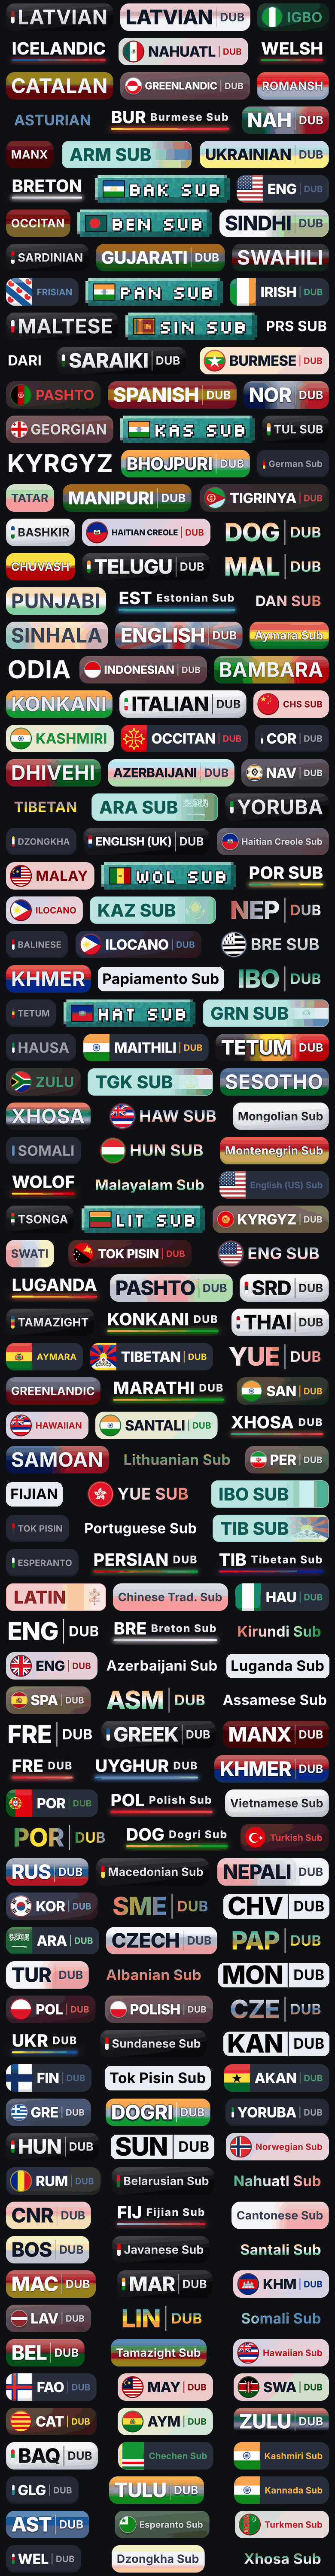 LATVIAN
LATVIAN DUB
IGBO
ICELANDIC
NAHUATL DUB
WELSH
CATALAN
GREENLANDIC DUB
ROMANSH
ASTURIAN
BUR Burmese Sub
NAH DUB
MANX
ARM SUB
UKRAINIAN DUB
BRETON
BAK SUB
ENG DUB
OCCITAN
BEN SUB
SINDHI DUB
SARDINIAN
GUJARATI DUB
SWAHILI
FRISIAN
PAN SUB
IRISH DUB
MALTESE
SIN SUB
PRS SUB
DARI
SARAIKI DUB
BURMESE DUB
PASHTO
SPANISH DUB
NOR DUB
GEORGIAN
KAS SUB
TUL SUB
KYRGYZ
BHOJPURI DUB
German Sub
TATAR
MANIPURI DUB
TIGRINYA DUB
BASHKIR
HAITIAN CREOLE DUB
DOG DUB
CHUVASH
TELUGU DUB
MAL DUB
PUNJABI
EST Estonian Sub
DAN SUB
SINHALA
ENGLISH DUB
Aymara Sub
ODIA
INDONESIAN DUB
BAMBARA
KONKANI
ITALIAN DUB
CHS SUB
KASHMIRI
OCCITAN DUB
COR DUB
DHIVEHI
AZERBAIJANI DUB
NAV DUB
TIBETAN
ARA SUB
YORUBA
DZONGKHA
ENGLISH (UK) DUB
Haitian Creole Sub
MALAY
WOL SUB
POR SUB
ILOCANO
KAZ SUB
NEP DUB
BALINESE
ILOCANO DUB
BRE SUB
KHMER
Papiamento Sub
IBO DUB
TETUM
HAT SUB
GRN SUB
HAUSA
MAITHILI DUB
TETUM DUB
ZULU
TGK SUB
SESOTHO
XHOSA
HAW SUB
Mongolian Sub
SOMALI
HUN SUB
Montenegrin Sub
WOLOF
Malayalam Sub
English (US) Sub
TSONGA
LIT SUB
KYRGYZ DUB
SWATI
TOK PISIN DUB
ENG SUB
LUGANDA
PASHTO DUB
SRD DUB
TAMAZIGHT
KONKANI DUB
THAI DUB
AYMARA
TIBETAN DUB
YUE DUB
GREENLANDIC
MARATHI DUB
SAN DUB
HAWAIIAN
SANTALI DUB
XHOSA DUB
SAMOAN
Lithuanian Sub
PER DUB
FIJIAN
YUE SUB
IBO SUB
TOK PISIN
Portuguese Sub
TIB SUB
ESPERANTO
PERSIAN DUB
TIB Tibetan Sub
LATIN
Chinese Trad. Sub
HAU DUB
ENG DUB
BRE Breton Sub
Kirundi Sub
ENG DUB
Azerbaijani Sub
Luganda Sub
SPA DUB
ASM DUB
Assamese Sub
FRE DUB
GREEK DUB
MANX DUB
FRE DUB
UYGHUR DUB
KHMER DUB
POR DUB
POL Polish Sub
Vietnamese Sub
POR DUB
DOG Dogri Sub
Turkish Sub
RUS DUB
Macedonian Sub
NEPALI DUB
KOR DUB
SME DUB
CHV DUB
ARA DUB
CZECH DUB
PAP DUB
TUR DUB
Albanian Sub
MON DUB
POL DUB
POLISH DUB
CZE DUB
UKR DUB
Sundanese Sub
KAN DUB
FIN DUB
Tok Pisin Sub
AKAN DUB
GRE DUB
DOGRI DUB
YORUBA DUB
HUN DUB
SUN DUB
Norwegian Sub
RUM DUB
Belarusian Sub
Nahuatl Sub
CNR DUB
FIJ Fijian Sub
Cantonese Sub
BOS DUB
Javanese Sub
Santali Sub
MAC DUB
MAR DUB
KHM DUB
LAV DUB
LIN DUB
Somali Sub
BEL DUB
Tamazight Sub
Hawaiian Sub
FAO DUB
MAY DUB
SWA DUB
CAT DUB
AYM DUB
ZULU DUB
BAQ DUB
Chechen Sub
Kashmiri Sub
GLG DUB
TULU DUB
Kannada Sub
AST DUB
Esperanto Sub
Turkmen Sub
WEL DUB
Dzongkha Sub
Xhosa Sub